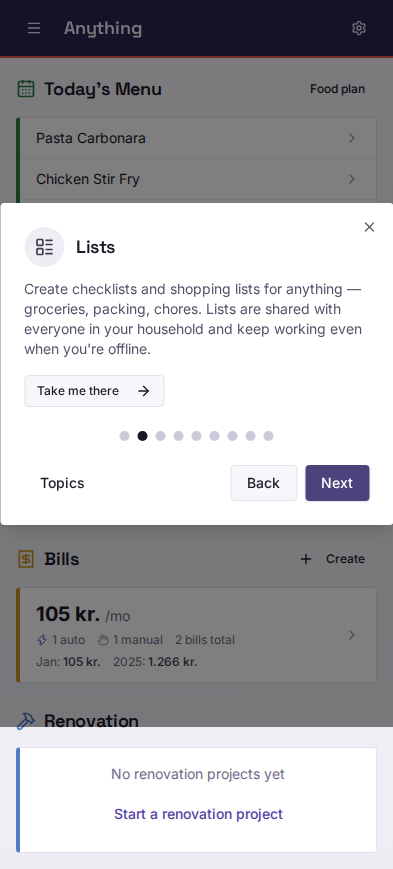 Anything
Today's Menu
Food plan
Pasta Carbonara
Chicken Stir Fry
Lists
Create checklists and shopping lists for anything —
groceries, packing, chores. Lists are shared with
everyone in your household and keep working even
when you're offline.
Take me there
Topics
Back
Next
Bills
Create
105 kr. /mo
1 auto 1 manual 2 bills total
Jan: 105 kr. 2025: 1.266 kr.
Renovation
No renovation projects yet
Start a renovation project